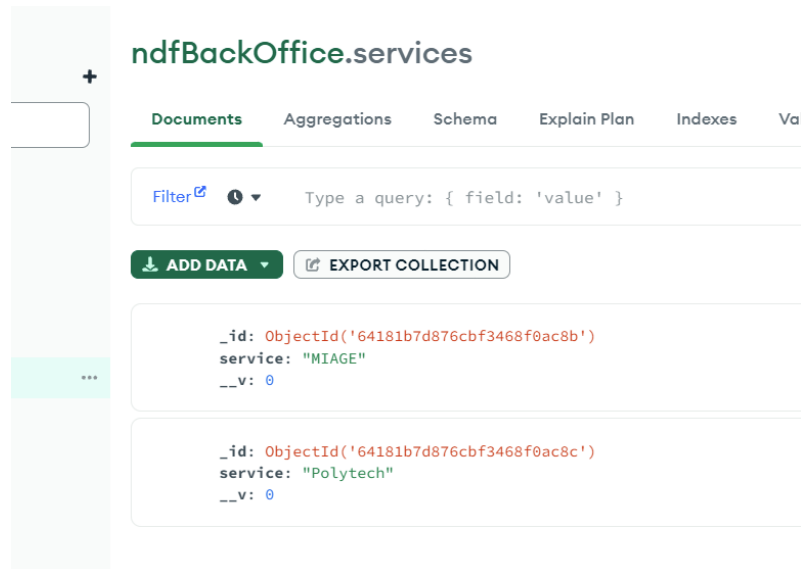 +
ndfBackOffice.services
Documents Aggregations Schema Explain Plan Indexes Va
Filter Type a query: { field: 'value' }
ADD DATA EXPORT COLLECTION
_id: ObjectId('64181b7d876cbf3468f0ac8b')
service: "MIAGE"
__v: 0
_id: ObjectId('64181b7d876cbf3468f0ac8c')
service: "Polytech"
__v: 0